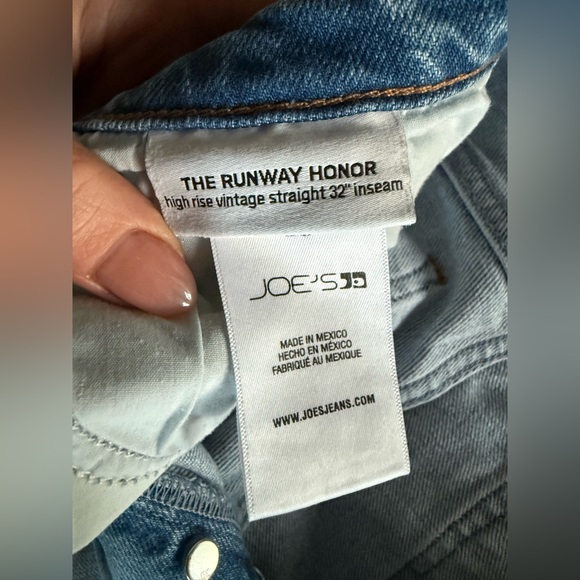 THE RUNWAY HONOR
high rise vintage straight 32" inseam
JOE'S
MADE IN MEXICO
HECHO EN MÉXICO
FABRIQUÉ AU MEXIQUE
WWW.JOESJEANS.COM